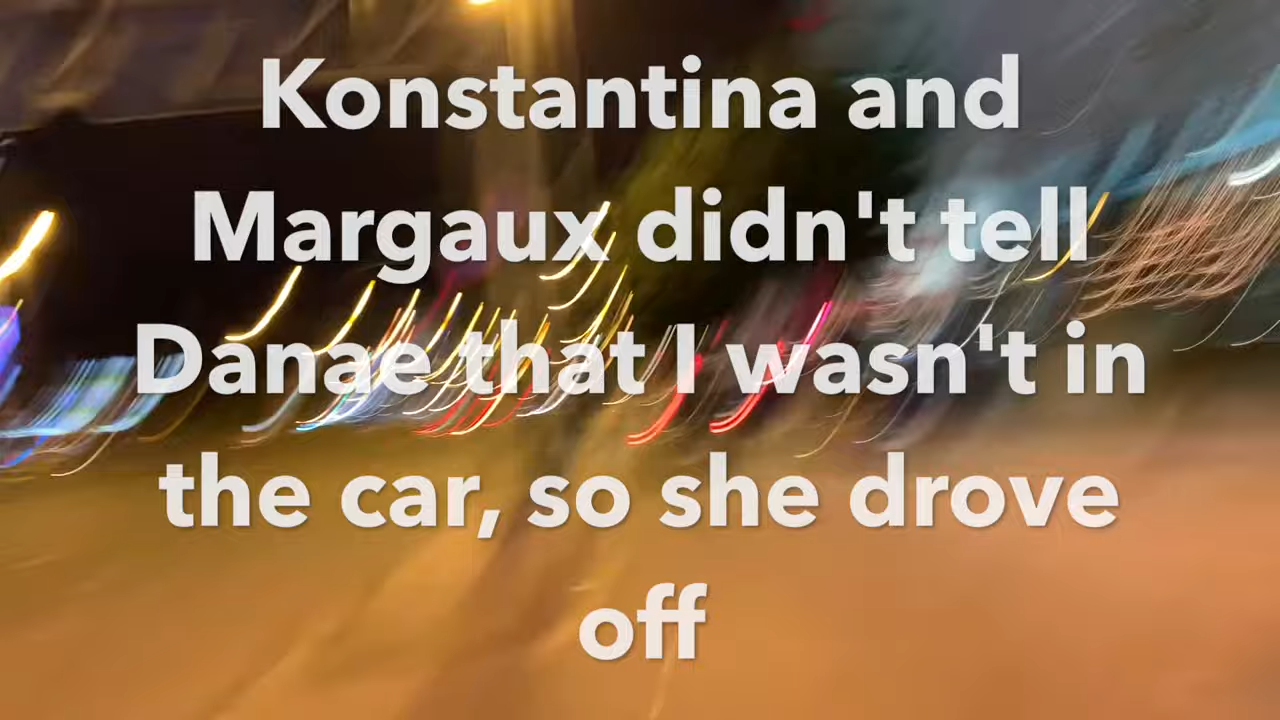 Konstantina and
Margaux didn't tell
Danae that I wasn't in
the car, so she drove
off